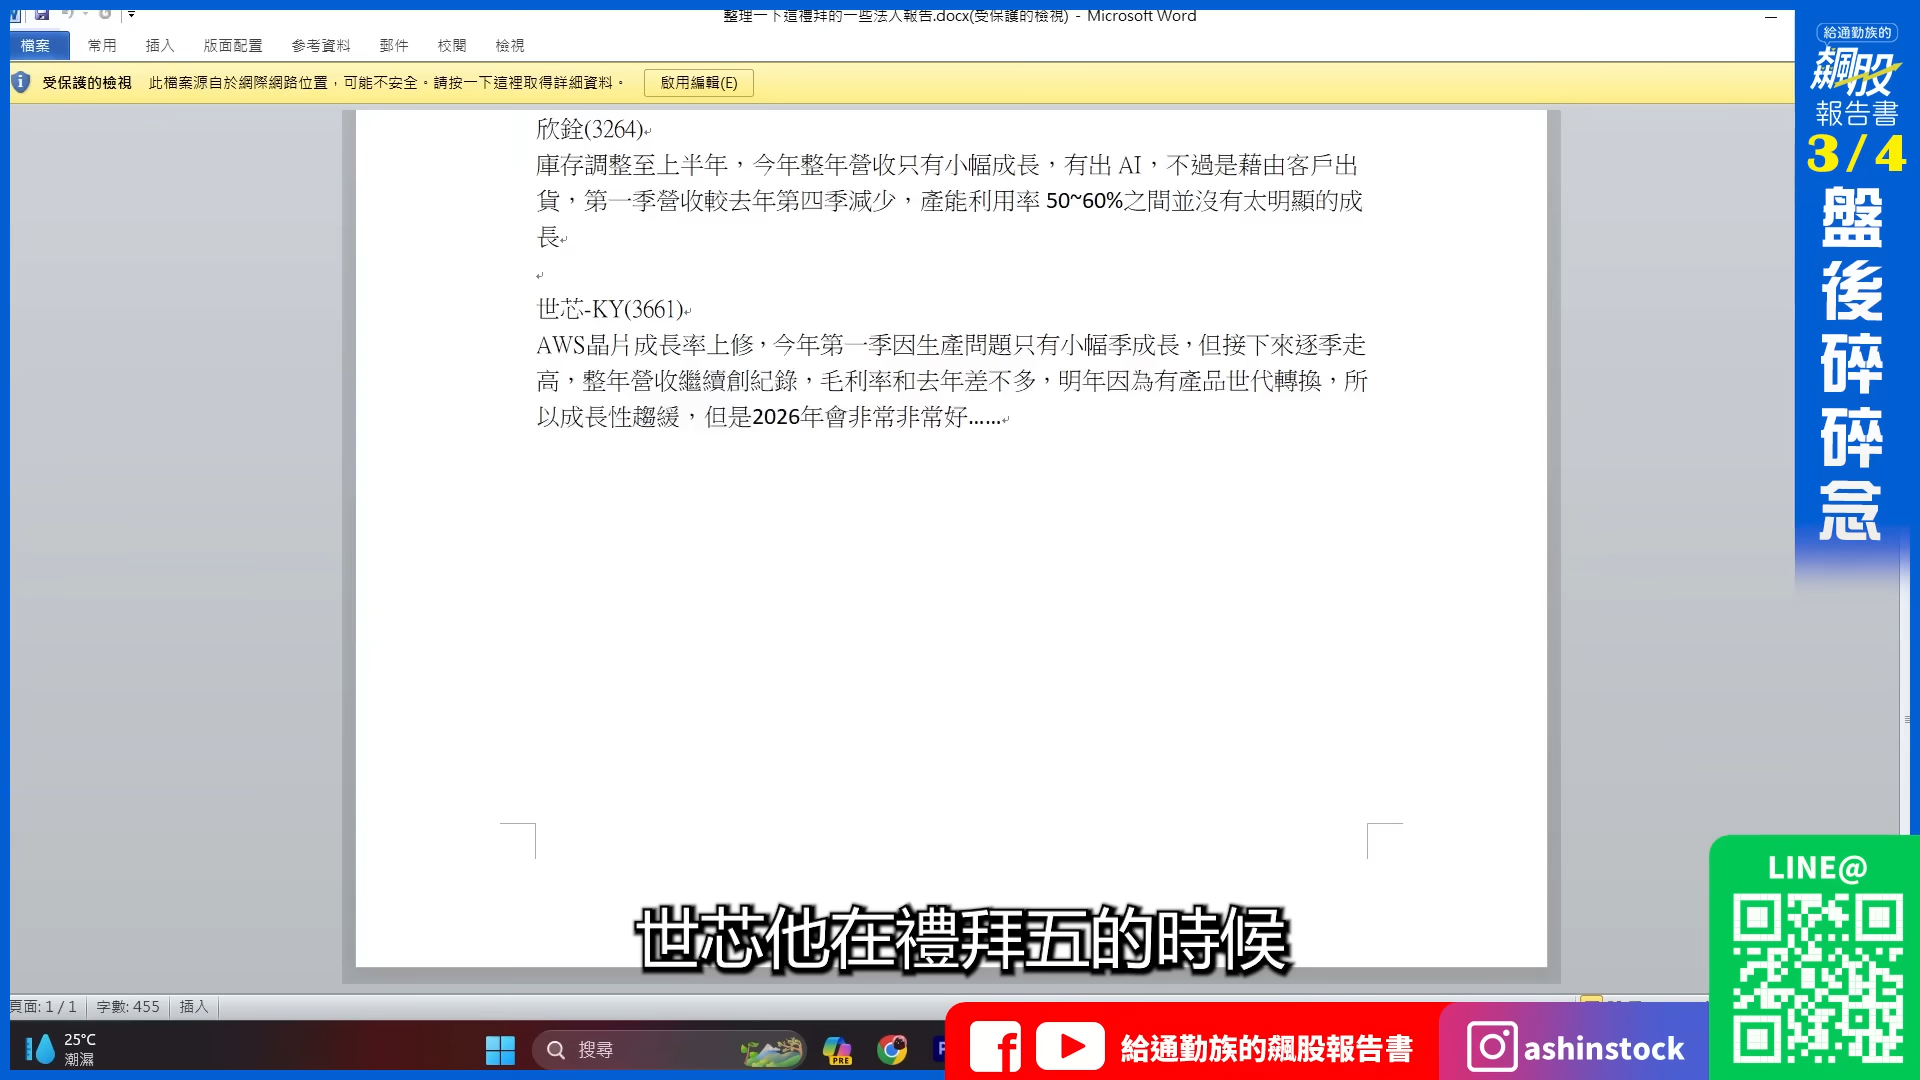 整理一下這禮拜的一些法人報告.docx(受保護的檢視) - Microsoft Word
檔案 常用 插入 版面配置 參考資料 郵件 校閱 檢視
受保護的檢視 此檔案源自於網際網路位置，可能不安全。請按一下這裡取得詳細資料。 啟用編輯(E)
欣銓(3264)
庫存調整至上半年，今年整年營收只有小幅成長，有出 AI，不過是藉由客戶出
貨，第一季營收較去年第四季減少，產能利用率 50~60%之間並沒有太明顯的成
長
世芯-KY(3661)
AWS晶片成長率上修，今年第一季因生產問題只有小幅季成長，但接下來逐季走
高，整年營收繼續創紀錄，毛利率和去年差不多，明年因為有產品世代轉換，所
以成長性趨緩，但是2026年會非常非常好……
世芯他在禮拜五的時候
頁面: 1 / 1 字數: 455 插入
25°C
潮濕
搜尋
PRE
給通勤族的飆股報告書
ashinstock
給通勤族的
飆股
報告書
3/4
盤後碎碎念
LINE@